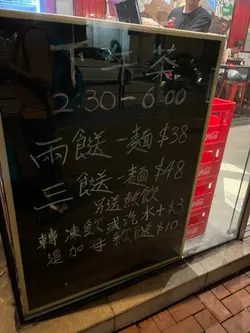 下午茶
2:30-6:00
兩餸一麵 $38
三餸一麵 $48
另送熱飲
轉凍飲或汽水+$3
追加每款餸$10